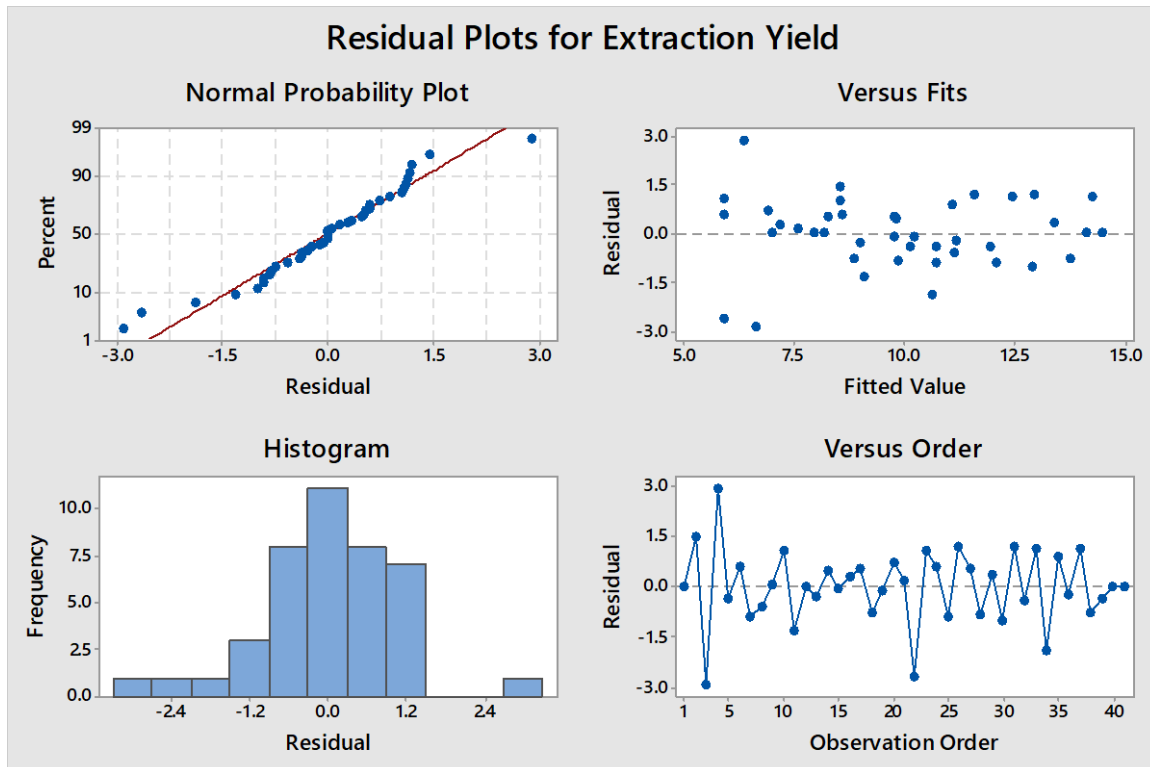 Residual Plots for Extraction Yield
Normal Probability Plot
99
90
50
10
1
Percent
-3.0 -1.5 0.0 1.5 3.0
Residual
Versus Fits
3.0
1.5
0.0
-1.5
-3.0
Residual
5.0 7.5 10.0 12.5 15.0
Fitted Value
Histogram
10.0
7.5
5.0
2.5
0.0
Frequency
-2.4 -1.2 0.0 1.2 2.4
Residual
Versus Order
3.0
1.5
0.0
-1.5
-3.0
Residual
1 5 10 15 20 25 30 35 40
Observation Order